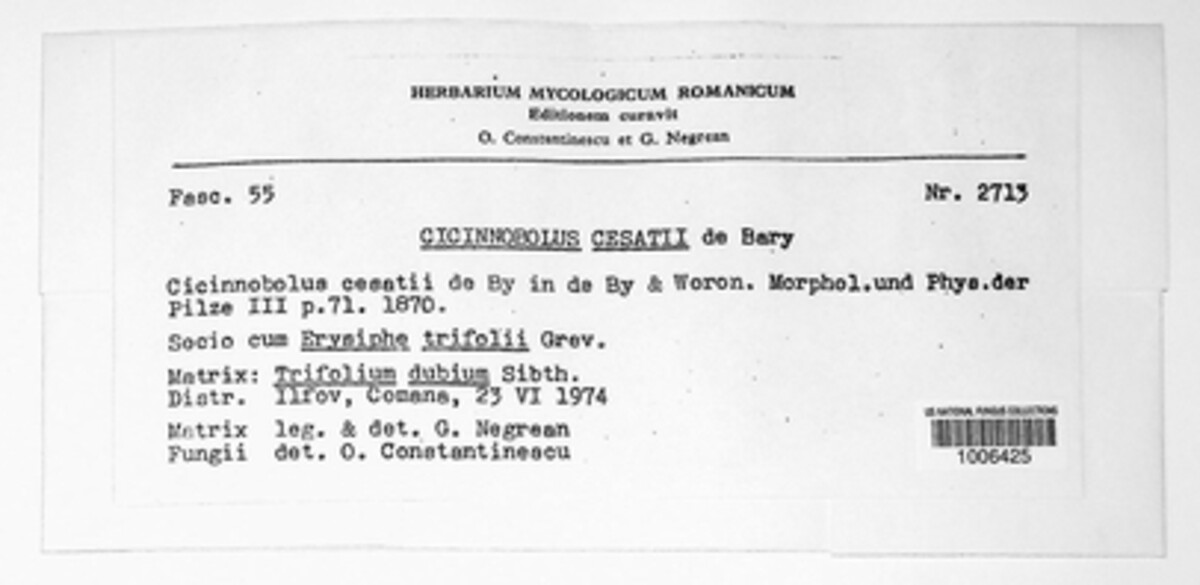 HERBARIUM MYCOLOGICUM ROMANICUM
Editionem curavit
O. Constantinescu et G. Negrean
Fasc. 55
Nr. 2713
CICINNOBOLUS CESATII de Bary
Cicinnobolus cesatii de By in de By & Woron. Morphol.und Phys.der
Pilze III p.71. 1870.
Socio cum Erysiphe trifolii Grev.
Matrix: Trifolium dubium Sibth.
Distr. Ilfov, Comana, 23 VI 1974
Matrix leg. & det. G. Negrean
Fungii det. O. Constantinescu
US NATIONAL FUNGUS COLLECTIONS
1006425